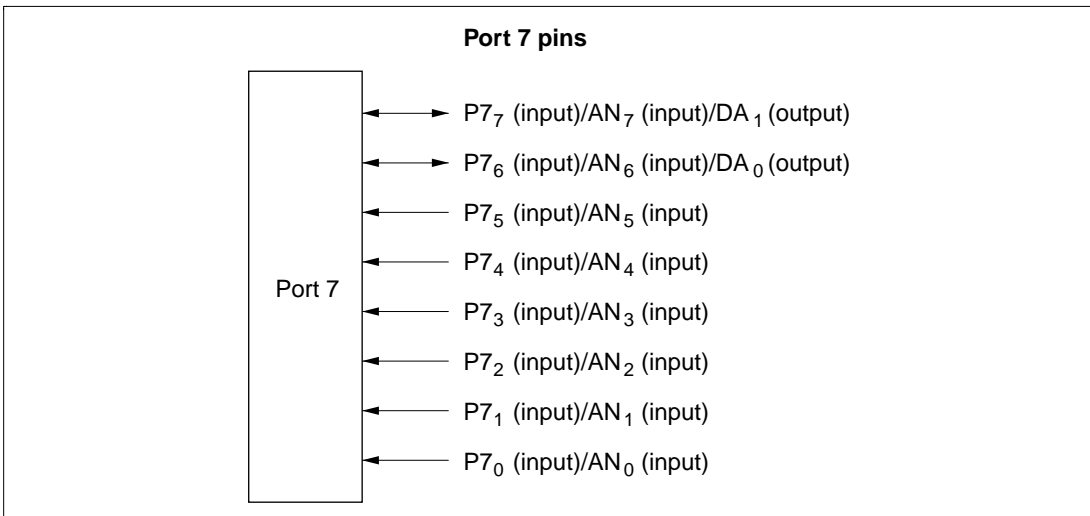 Port 7 pins
P7₇ (input)/AN₇ (input)/DA₁ (output)
P7₆ (input)/AN₆ (input)/DA₀ (output)
P7₅ (input)/AN₅ (input)
P7₄ (input)/AN₄ (input)
Port 7
P7₃ (input)/AN₃ (input)
P7₂ (input)/AN₂ (input)
P7₁ (input)/AN₁ (input)
P7₀ (input)/AN₀ (input)